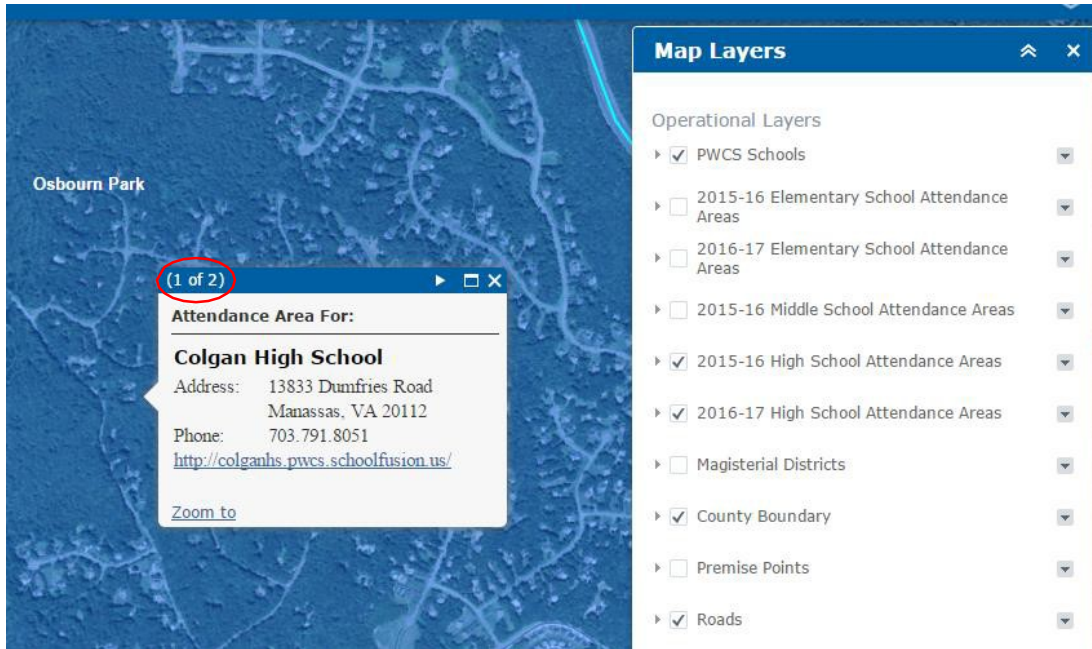 Osbourn Park
(1 of 2)
Attendance Area For:
Colgan High School
Address: 13833 Dumfries Road
Manassas, VA 20112
Phone: 703.791.8051
http://colganhs.pwcs.schoolfusion.us/
Zoom to
Map Layers
Operational Layers
PWCS Schools
2015-16 Elementary School Attendance
Areas
2016-17 Elementary School Attendance
Areas
2015-16 Middle School Attendance Areas
2015-16 High School Attendance Areas
2016-17 High School Attendance Areas
Magisterial Districts
County Boundary
Premise Points
Roads